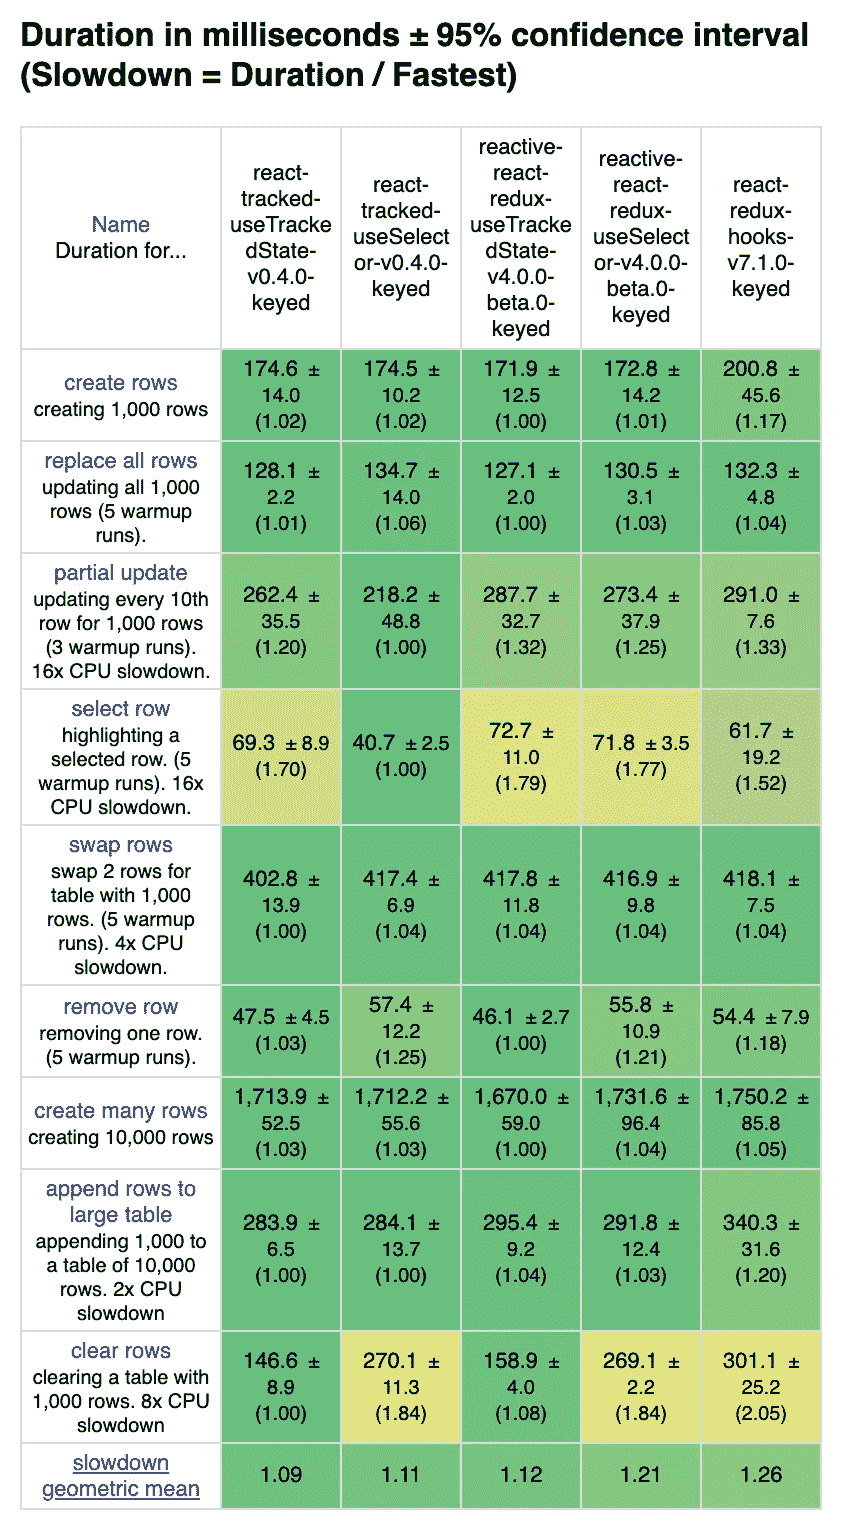 Duration in milliseconds ± 95% confidence interval
(Slowdown = Duration / Fastest)
Name
Duration for...
react-
tracked-
useTracke
dState-
v0.4.0-
keyed
react-
tracked-
useSelect
or-v0.4.0-
keyed
reactive-
react-
redux-
useTracke
dState-
v4.0.0-
beta.0-
keyed
reactive-
react-
redux-
useSelect
or-v4.0.0-
beta.0-
keyed
react-
redux-
hooks-
v7.1.0-
keyed
create rows
creating 1,000 rows
174.6 ±
14.0
(1.02)
174.5 ±
10.2
(1.02)
171.9 ±
12.5
(1.00)
172.8 ±
14.2
(1.01)
200.8 ±
45.6
(1.17)
replace all rows
updating all 1,000
rows (5 warmup
runs).
128.1 ±
2.2
(1.01)
134.7 ±
14.0
(1.06)
127.1 ±
2.0
(1.00)
130.5 ±
3.1
(1.03)
132.3 ±
4.8
(1.04)
partial update
updating every 10th
row for 1,000 rows
(3 warmup runs).
16x CPU slowdown.
262.4 ±
35.5
(1.20)
218.2 ±
48.8
(1.00)
287.7 ±
32.7
(1.32)
273.4 ±
37.9
(1.25)
291.0 ±
7.6
(1.33)
select row
highlighting a
selected row. (5
warmup runs). 16x
CPU slowdown.
69.3 ± 8.9
(1.70)
40.7 ± 2.5
(1.00)
72.7 ±
11.0
(1.79)
71.8 ± 3.5
(1.77)
61.7 ±
19.2
(1.52)
swap rows
swap 2 rows for
table with 1,000
rows. (5 warmup
runs). 4x CPU
slowdown.
402.8 ±
13.9
(1.00)
417.4 ±
6.9
(1.04)
417.8 ±
11.8
(1.04)
416.9 ±
9.8
(1.04)
418.1 ±
7.5
(1.04)
remove row
removing one row.
(5 warmup runs).
47.5 ± 4.5
(1.03)
57.4 ±
12.2
(1.25)
46.1 ± 2.7
(1.00)
55.8 ±
10.9
(1.21)
54.4 ± 7.9
(1.18)
create many rows
creating 10,000 rows
1,713.9 ±
52.5
(1.03)
1,712.2 ±
55.6
(1.03)
1,670.0 ±
59.0
(1.00)
1,731.6 ±
96.4
(1.04)
1,750.2 ±
85.8
(1.05)
append rows to
large table
appending 1,000 to
a table of 10,000
rows. 2x CPU
slowdown
283.9 ±
6.5
(1.00)
284.1 ±
13.7
(1.00)
295.4 ±
9.2
(1.04)
291.8 ±
12.4
(1.03)
340.3 ±
31.6
(1.20)
clear rows
clearing a table with
1,000 rows. 8x CPU
slowdown
146.6 ±
8.9
(1.00)
270.1 ±
11.3
(1.84)
158.9 ±
4.0
(1.08)
269.1 ±
2.2
(1.84)
301.1 ±
25.2
(2.05)
slowdown
geometric mean
1.09
1.11
1.12
1.21
1.26